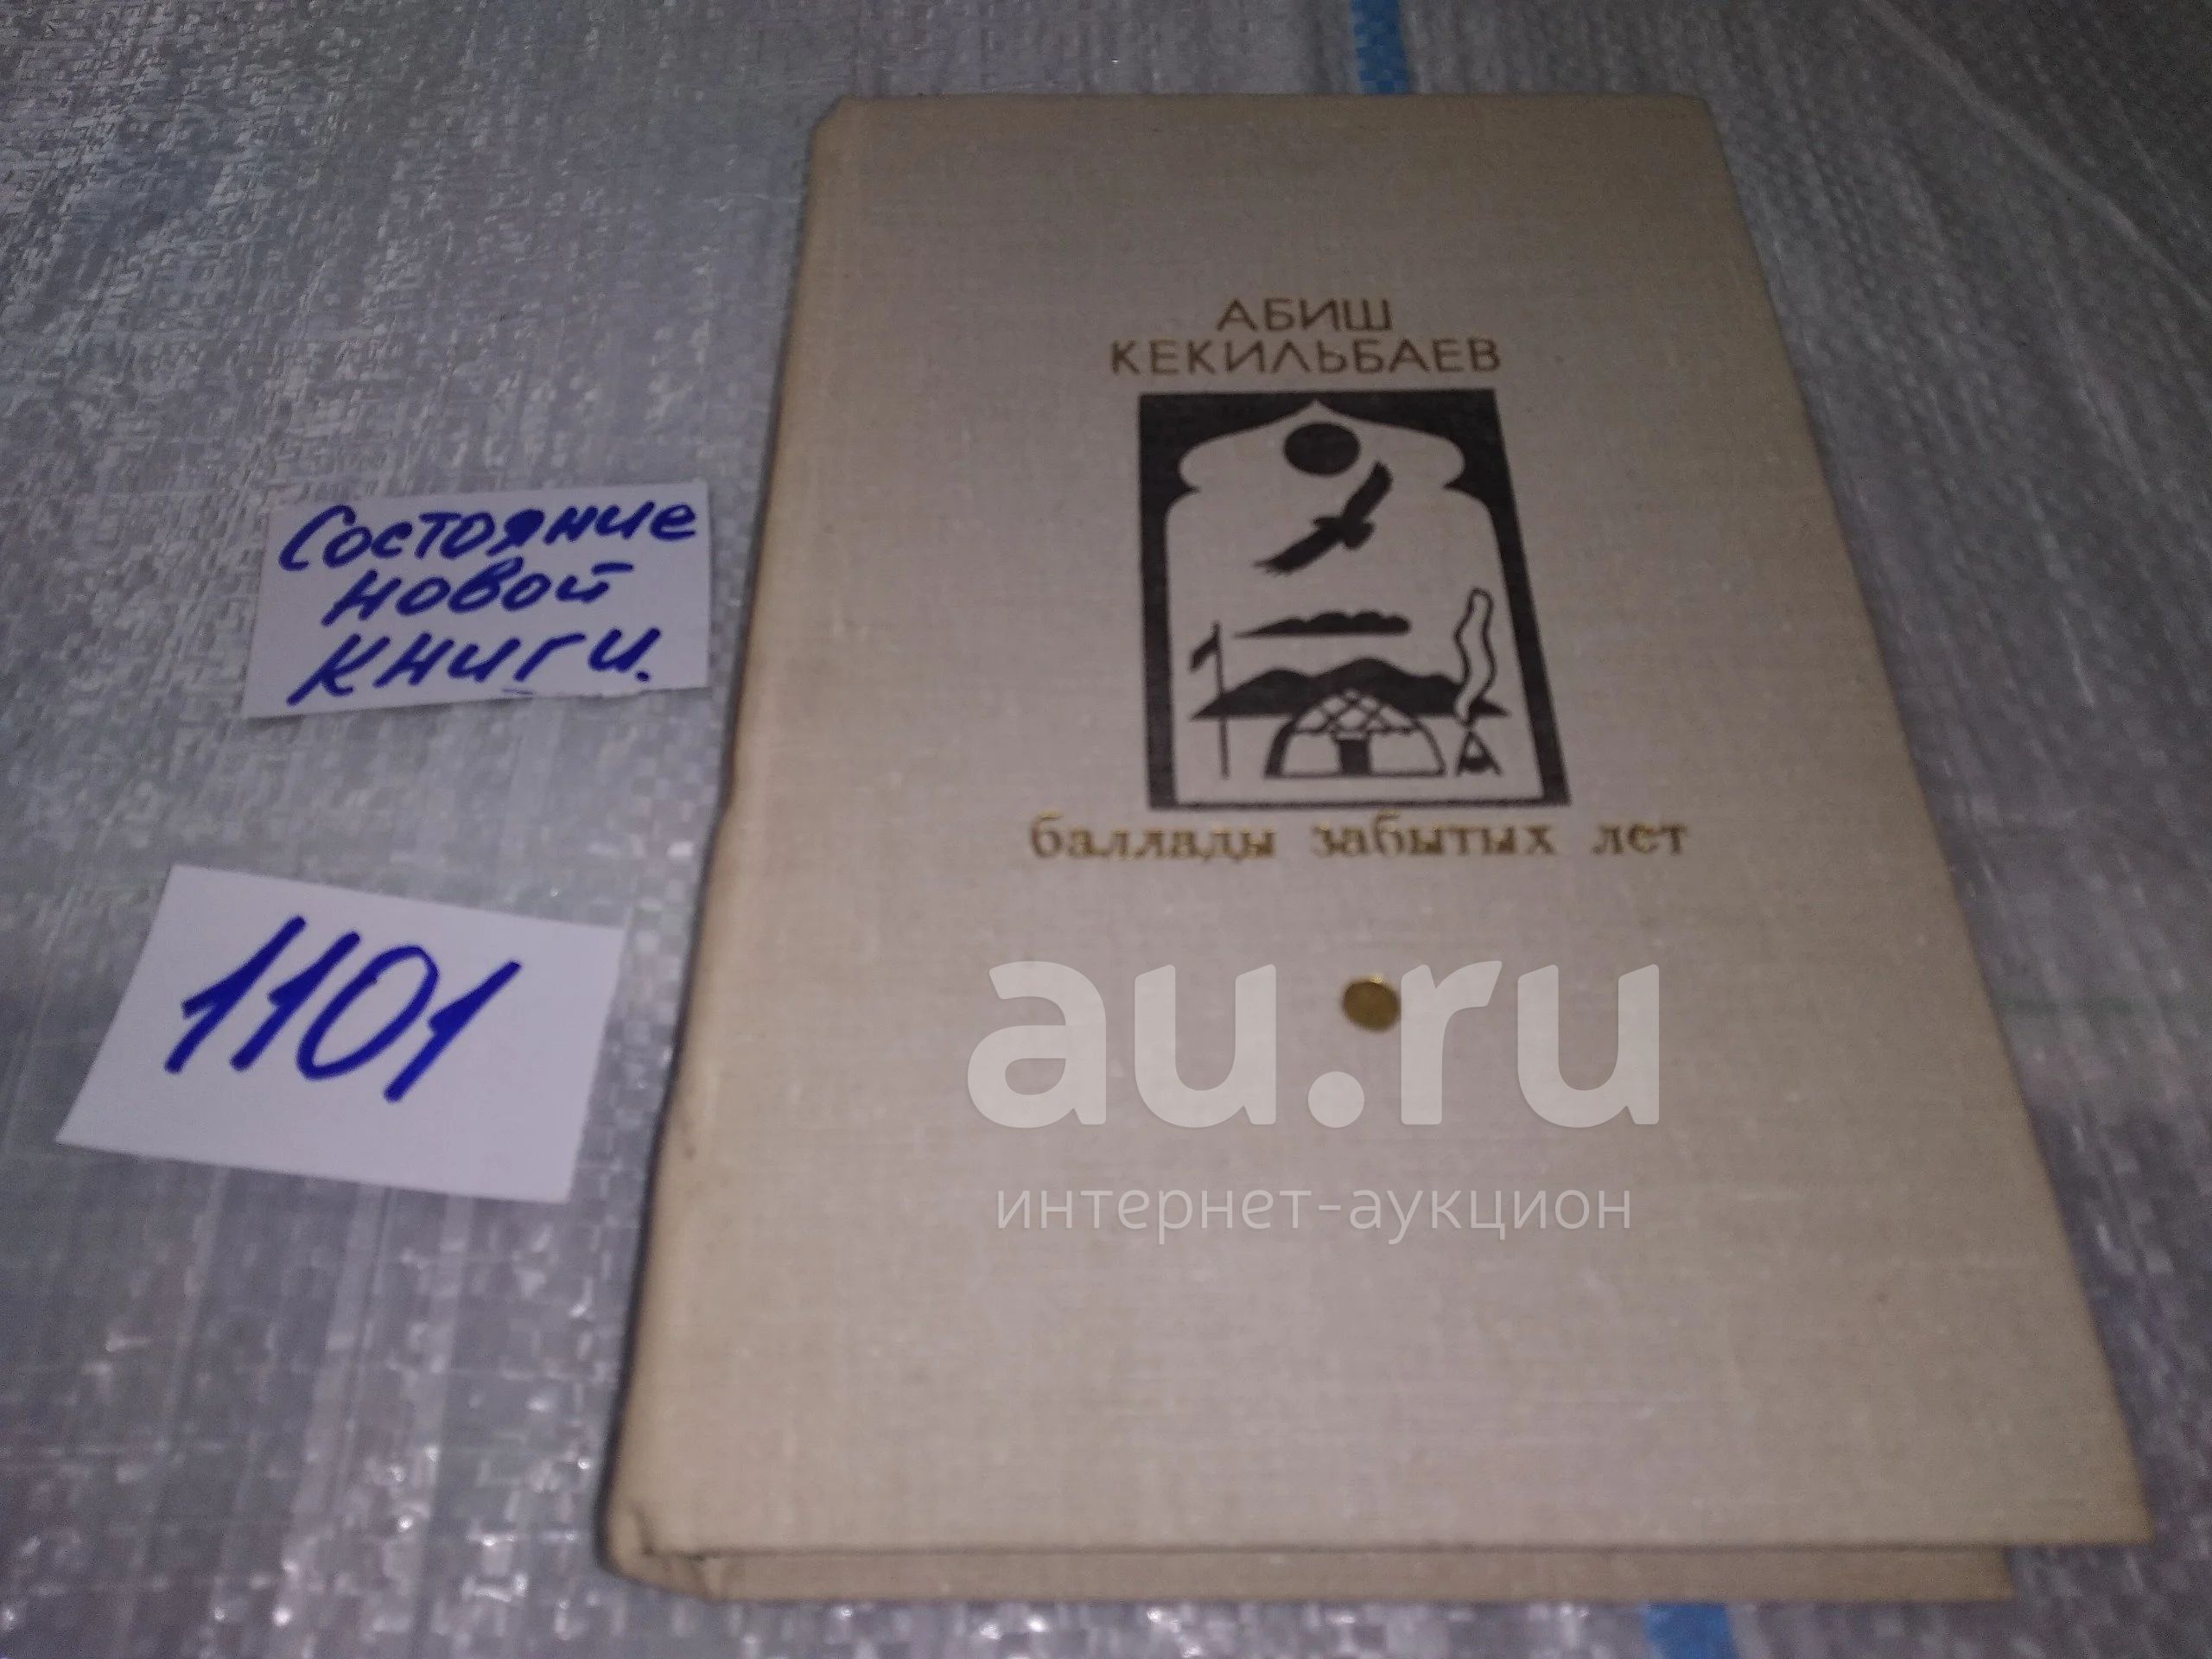 АБИШ
КЕКИЛЬБАЕВ
баллады забытых лет
Состояние
новой
книги.
1101
au.ru
интернет-аукцион